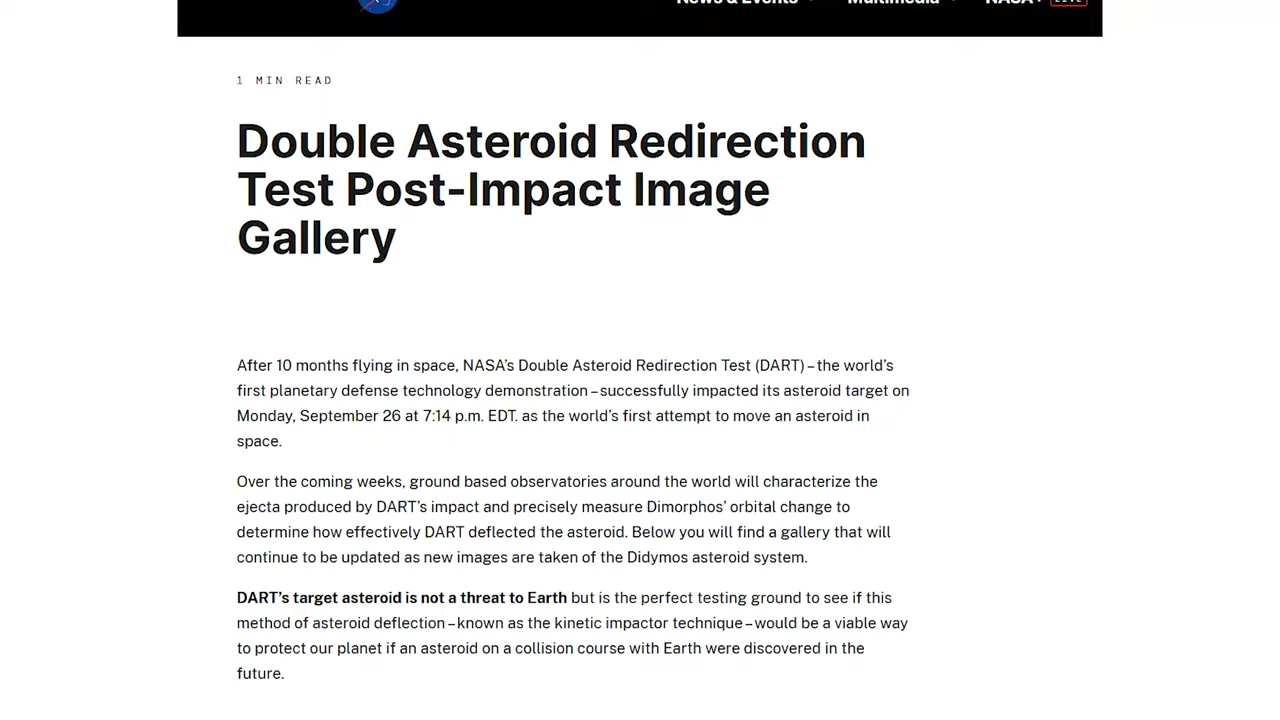 News & Events Multimedia NASA+ LIVE
1 MIN READ
Double Asteroid Redirection
Test Post-Impact Image
Gallery
After 10 months flying in space, NASA’s Double Asteroid Redirection Test (DART) – the world’s
first planetary defense technology demonstration – successfully impacted its asteroid target on
Monday, September 26 at 7:14 p.m. EDT. as the world’s first attempt to move an asteroid in
space.
Over the coming weeks, ground based observatories around the world will characterize the
ejecta produced by DART’s impact and precisely measure Dimorphos’ orbital change to
determine how effectively DART deflected the asteroid. Below you will find a gallery that will
continue to be updated as new images are taken of the Didymos asteroid system.
DART’s target asteroid is not a threat to Earth but is the perfect testing ground to see if this
method of asteroid deflection – known as the kinetic impactor technique – would be a viable way
to protect our planet if an asteroid on a collision course with Earth were discovered in the
future.